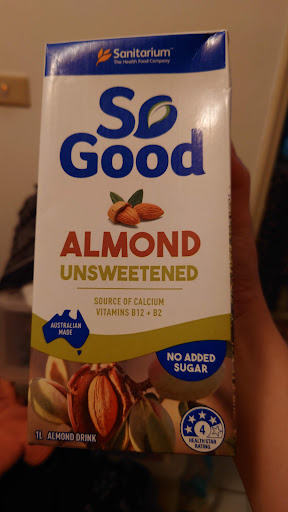 Sanitarium™
The Health Food Company
So
Good
ALMOND
UNSWEETENED
SOURCE OF CALCIUM
VITAMINS B12 + B2
AUSTRALIAN
MADE
NO ADDED
SUGAR
4
HEALTH STAR
RATING
1L ALMOND DRINK